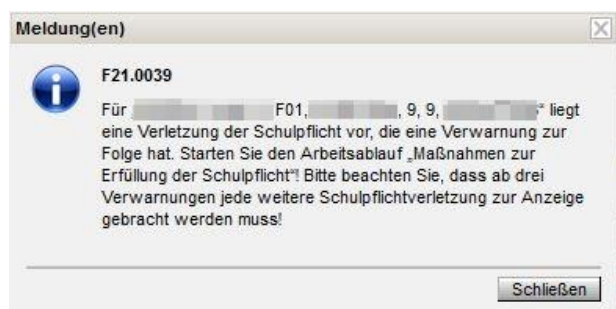 Meldung(en)
F21.0039
Für F01, , 9, 9, " liegt
eine Verletzung der Schulpflicht vor, die eine Verwarnung zur
Folge hat. Starten Sie den Arbeitsablauf „Maßnahmen zur
Erfüllung der Schulpflicht"! Bitte beachten Sie, dass ab drei
Verwarnungen jede weitere Schulpflichtverletzung zur Anzeige
gebracht werden muss!
Schließen